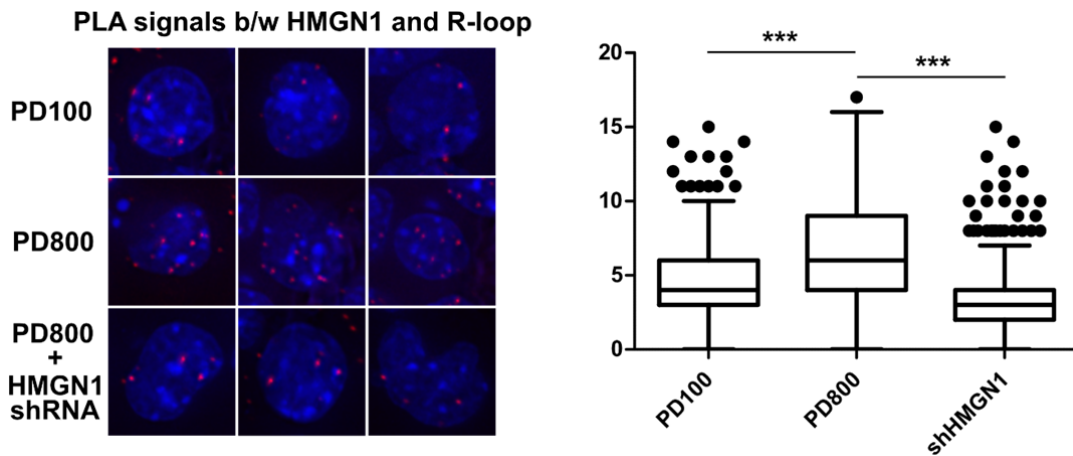 PLA signals b/w HMGN1 and R-loop
PD100
PD800
PD800
+
HMGN1
shRNA
***
***
20
15
10
5
0
PD100
PD800
shHMGN1